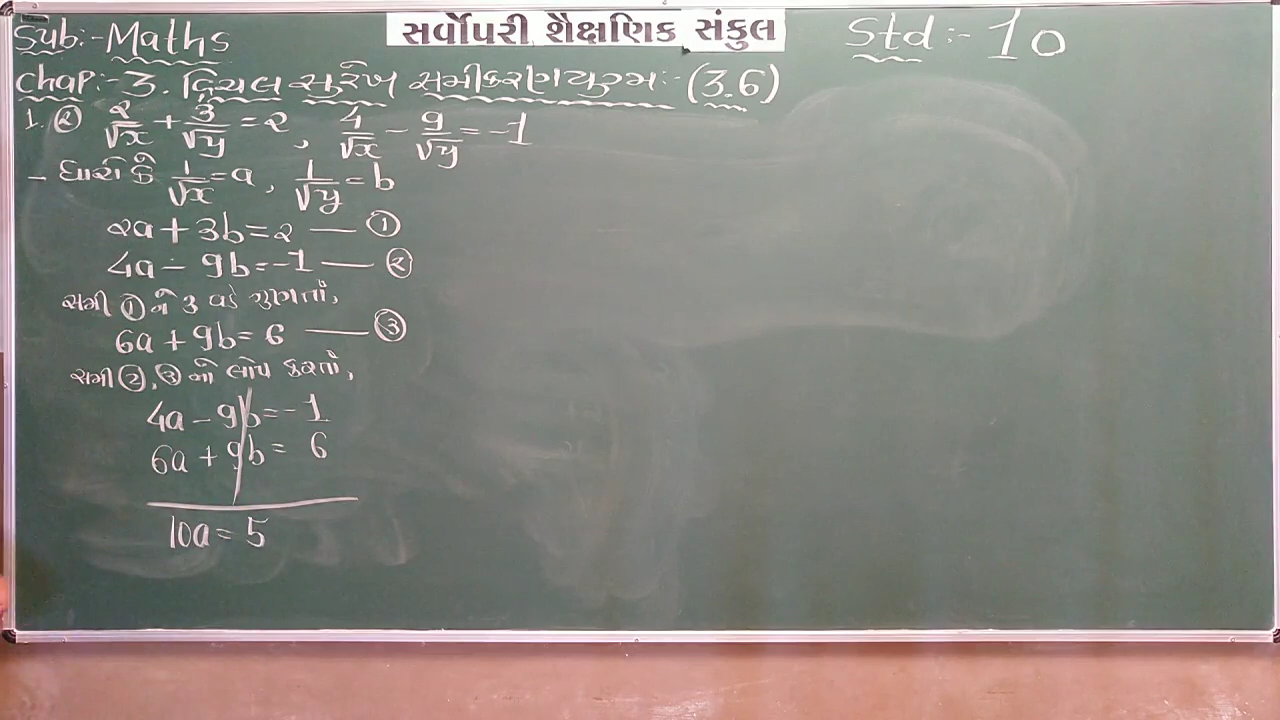 Sub:- Maths સર્વોપરી શૈક્ષણિક સંકુલ Std :- 10
Chap:- 3. દ્વિચલ સુરેખ સમીકરણયુગ્મ:- (3.6)
1. ② 2/√x + 3/√y = 2 , 4/√x - 9/√y = -1
- ધારો કે 1/√x = a , 1/√y = b
2a + 3b = 2 — ①
4a - 9b = -1 — ②
સમી ① ને 3 વડે ગુણતાં,
6a + 9b = 6 — ③
સમી ②, ③ નો લોપ કરતાં,
4a - 9b = -1
6a + 9b = 6
10a = 5